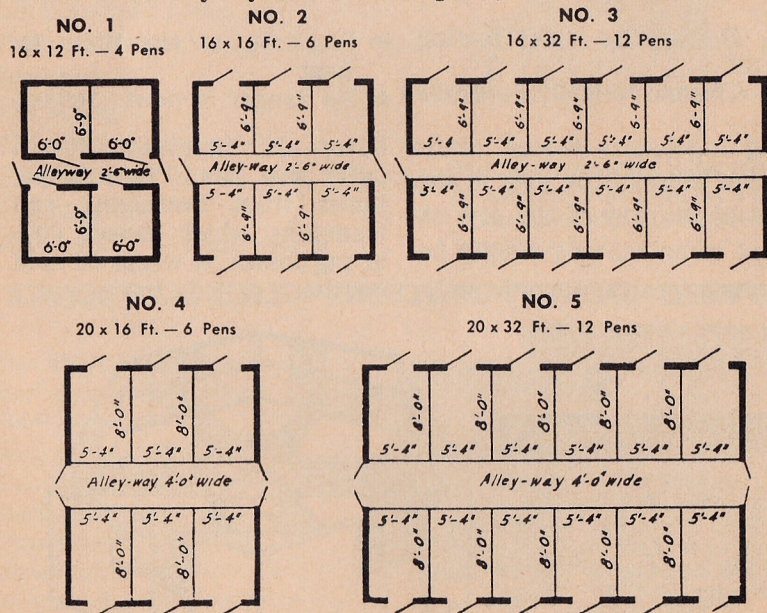 NO. 1
16 x 12 Ft. — 4 Pens
6'-9"
6'-0" 6'-0"
Alleyway 2'-6" wide
6'-9"
6'-0" 6'-0"
NO. 2
16 x 16 Ft. — 6 Pens
6'-9" 6'-9"
5'-4" 5'-4" 5'-4"
Alley-way 2'-6" wide
5'-4" 5'-4" 5'-4"
6'-9" 6'-9"
NO. 3
16 x 32 Ft. — 12 Pens
6'-9" 6'-9" 6'-9" 6-9" 6'-9"
5'-4 5'-4" 5'-4" 5'-4" 5'-4" 5'-4"
Alley-way 2'-6" wide
5'-4" 5'-4" 5'-4" 5'-4" 5'-4" 5'-4"
6'-9" 6'-9" 6'-9" 6'-9" 6'-9"
NO. 4
20 x 16 Ft. — 6 Pens
8'-0" 8'-0"
5-4" 5'-4" 5-4"
Alley-way 4'-0" wide
5'-4" 5'-4" 5'-4"
8'-0" 8'-0"
NO. 5
20 x 32 Ft. — 12 Pens
8'-0" 8'-0" 8'-0" 8'-0" 8'-0"
5'-4" 5'-4" 5'-4" 5'-4" 5'-4" 5'-4"
Alley-way 4'-0" wide
5'-4" 5'-4" 5'-4" 5'-4" 5'-4" 5'-4"
8'-0" 8'-0" 8'-0" 8'-0" 8'-0"